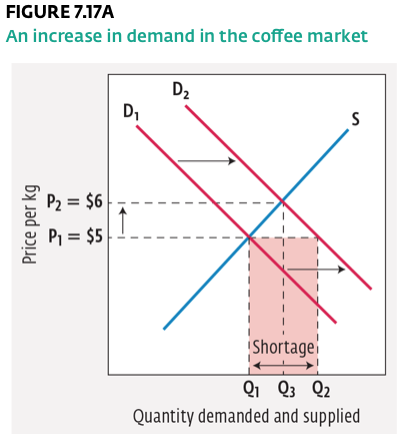 FIGURE 7.17A
An increase in demand in the coffee market
D₂
D₁
S
P₂ = $6
P₁ = $5
Price per kg
Shortage
Q₁ Q₃ Q₂
Quantity demanded and supplied